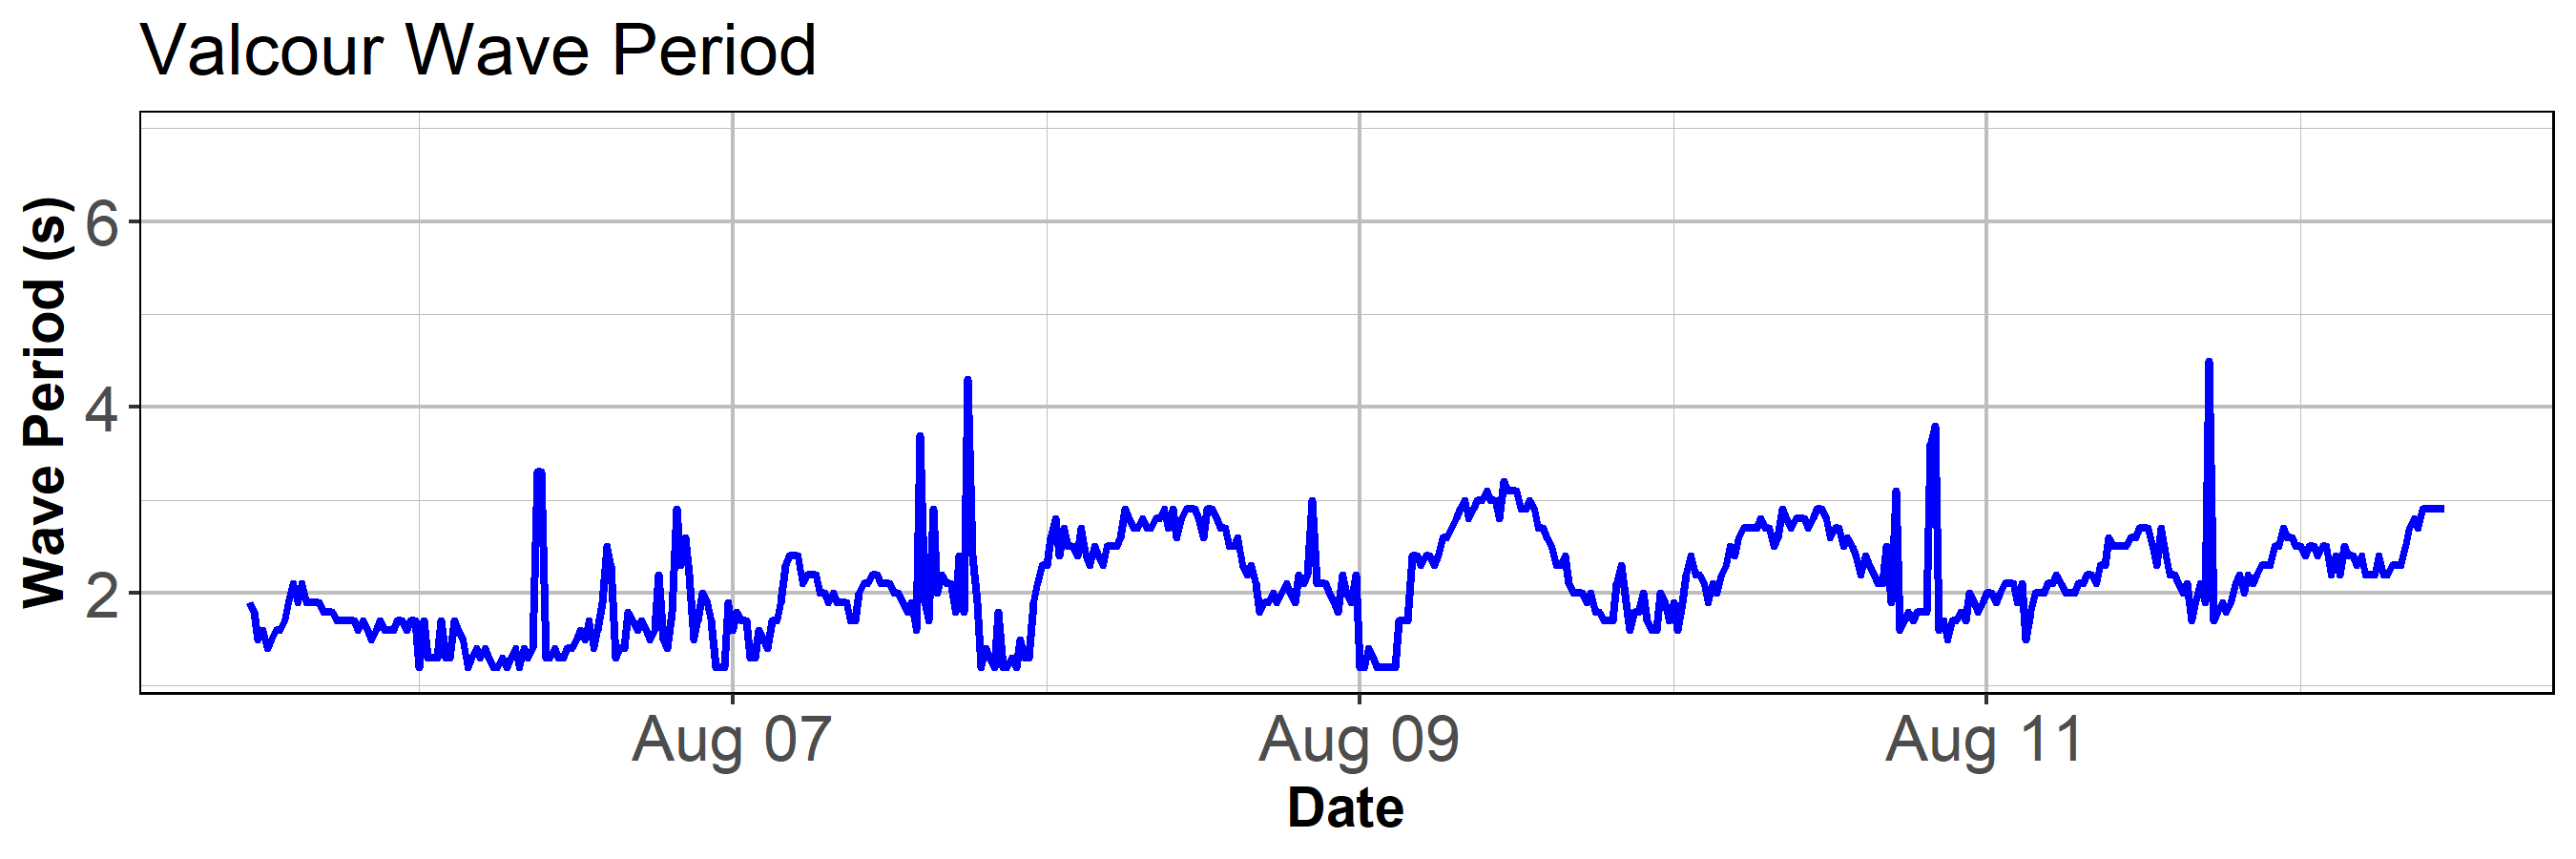 Valcour Wave Period
Wave Period (s)
6
4
2
Aug 07 Aug 09 Aug 11
Date